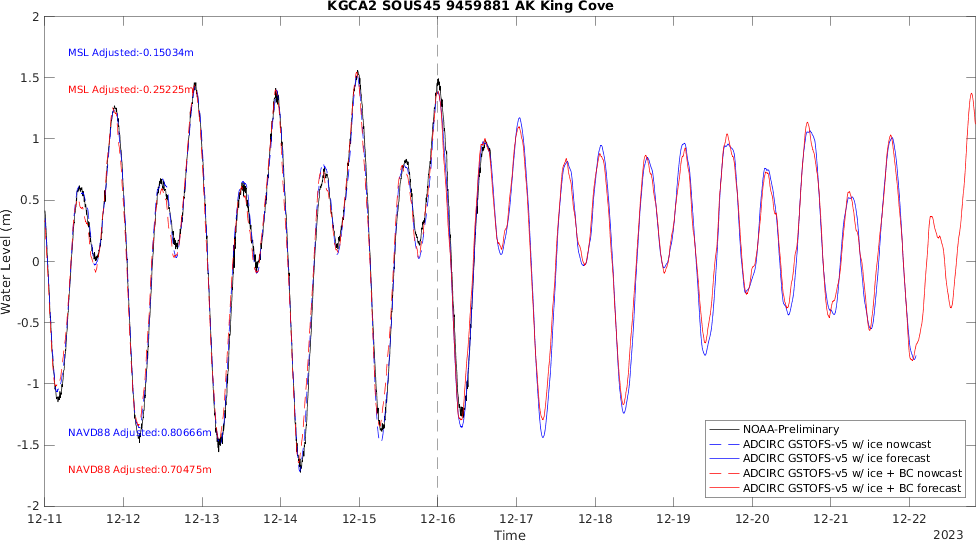 KGCA2 SOUS45 9459881 AK King Cove
2
1.5
1
0.5
0
-0.5
-1
-1.5
-2
Water Level (m)
MSL Adjusted:-0.15034m
MSL Adjusted:-0.25225m
NAVD88 Adjusted:0.80666m
NAVD88 Adjusted:0.70475m
NOAA-Preliminary
ADCIRC GSTOFS-v5 w/ ice nowcast
ADCIRC GSTOFS-v5 w/ ice forecast
ADCIRC GSTOFS-v5 w/ ice + BC nowcast
ADCIRC GSTOFS-v5 w/ ice + BC forecast
12-11 12-12 12-13 12-14 12-15 12-16 12-17 12-18 12-19 12-20 12-21 12-22
Time
2023